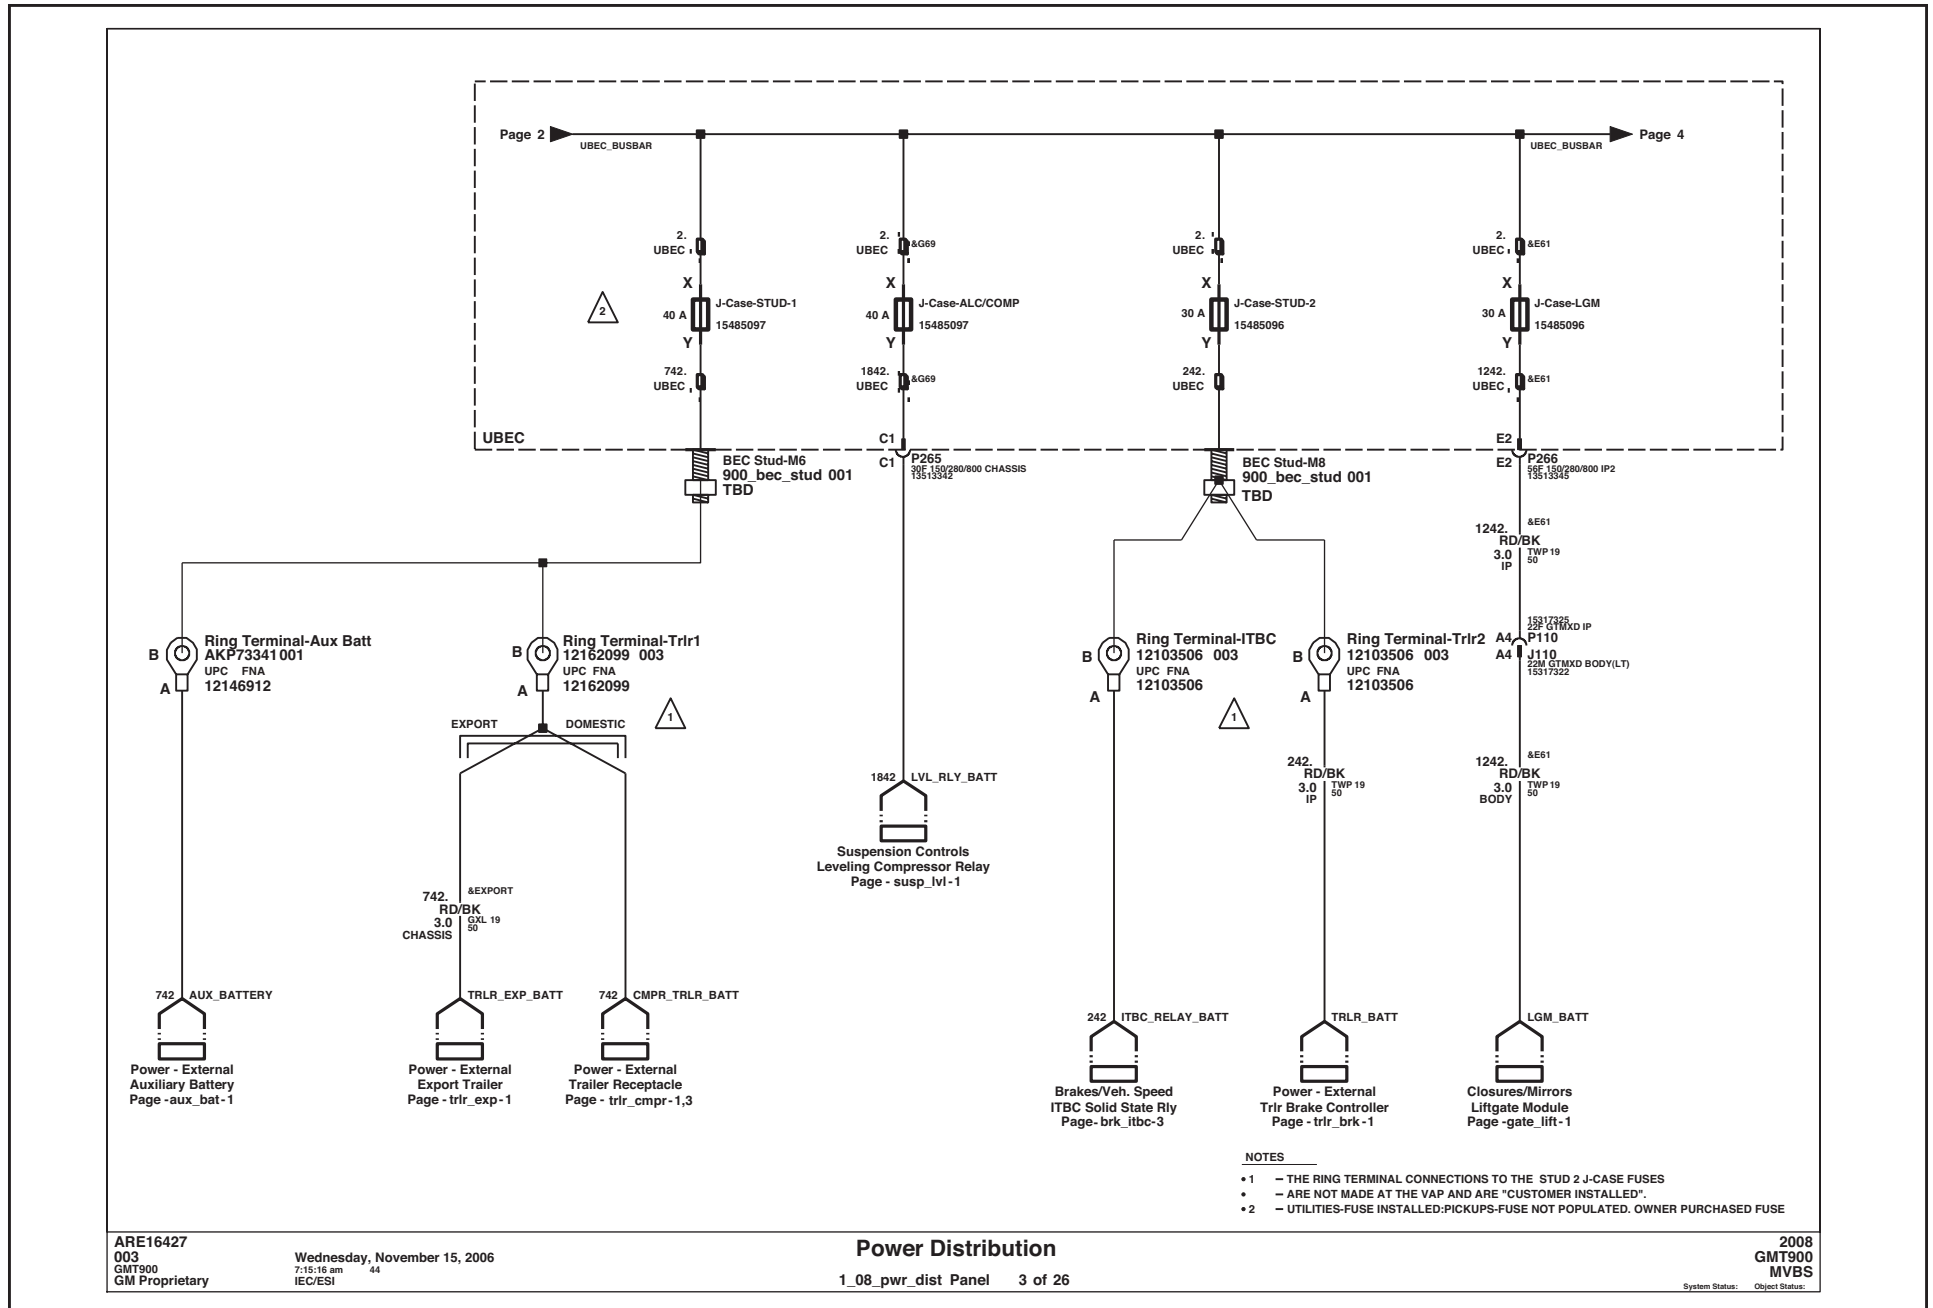 Page 2
UBEC_BUSBAR
UBEC_BUSBAR
Page 4
2.
UBEC
2.
UBEC
&G69
2.
UBEC
2.
UBEC
&E61
2
X
40 A
Y
J-Case-STUD-1
15485097
X
40 A
Y
J-Case-ALC/COMP
15485097
X
30 A
Y
J-Case-STUD-2
15485096
X
30 A
Y
J-Case-LGM
15485096
742.
UBEC
1842.
UBEC
&G69
242.
UBEC
1242.
UBEC
&E61
UBEC
BEC Stud-M6
900_bec_stud 001
TBD
C1
C1
P265
30F 150/280/800 CHASSIS
13513342
BEC Stud-M8
900_bec_stud 001
TBD
E2
E2
P266
56F 150/280/800 IP2
13513345
1242.
&E61
RD/BK
3.0
TWP 19
50
IP
B
A
Ring Terminal-Aux Batt
AKP73341001
UPC FNA
12146912
B
A
Ring Terminal-Trlr1
12162099 003
UPC FNA
12162099
B
A
Ring Terminal-ITBC
12103506 003
UPC FNA
12103506
B
A
Ring Terminal-Trlr2
12103506 003
UPC FNA
12103506
15317325
22F GTMXD IP
A4 P110
A4 J110
22M GTMXD BODY(LT)
15317322
EXPORT
DOMESTIC
1
1
242.
RD/BK
3.0
TWP 19
50
IP
1242.
&E61
RD/BK
3.0
TWP 19
50
BODY
1842 LVL_RLY_BATT
Suspension Controls
Leveling Compressor Relay
Page - susp_lvl-1
742.
&EXPORT
RD/BK
3.0
GXL 19
50
CHASSIS
742 AUX_BATTERY
Power - External
Auxiliary Battery
Page -aux_bat-1
TRLR_EXP_BATT
Power - External
Export Trailer
Page - trlr_exp-1
742 CMPR_TRLR_BATT
Power - External
Trailer Receptacle
Page - trlr_cmpr-1,3
242 ITBC_RELAY_BATT
Brakes/Veh. Speed
ITBC Solid State Rly
Page- brk_itbc-3
TRLR_BATT
Power - External
Trlr Brake Controller
Page - trlr_brk-1
LGM_BATT
Closures/Mirrors
Liftgate Module
Page -gate_lift-1
NOTES
• 1 – THE RING TERMINAL CONNECTIONS TO THE STUD 2 J-CASE FUSES
• – ARE NOT MADE AT THE VAP AND ARE "CUSTOMER INSTALLED".
• 2 – UTILITIES-FUSE INSTALLED:PICKUPS-FUSE NOT POPULATED. OWNER PURCHASED FUSE
ARE16427
003
GMT900
GM Proprietary
Wednesday, November 15, 2006
7:15:16 am 44
IEC/ESI
Power Distribution
1_08_pwr_dist Panel 3 of 26
2008
GMT900
MVBS
System Status: Object Status: